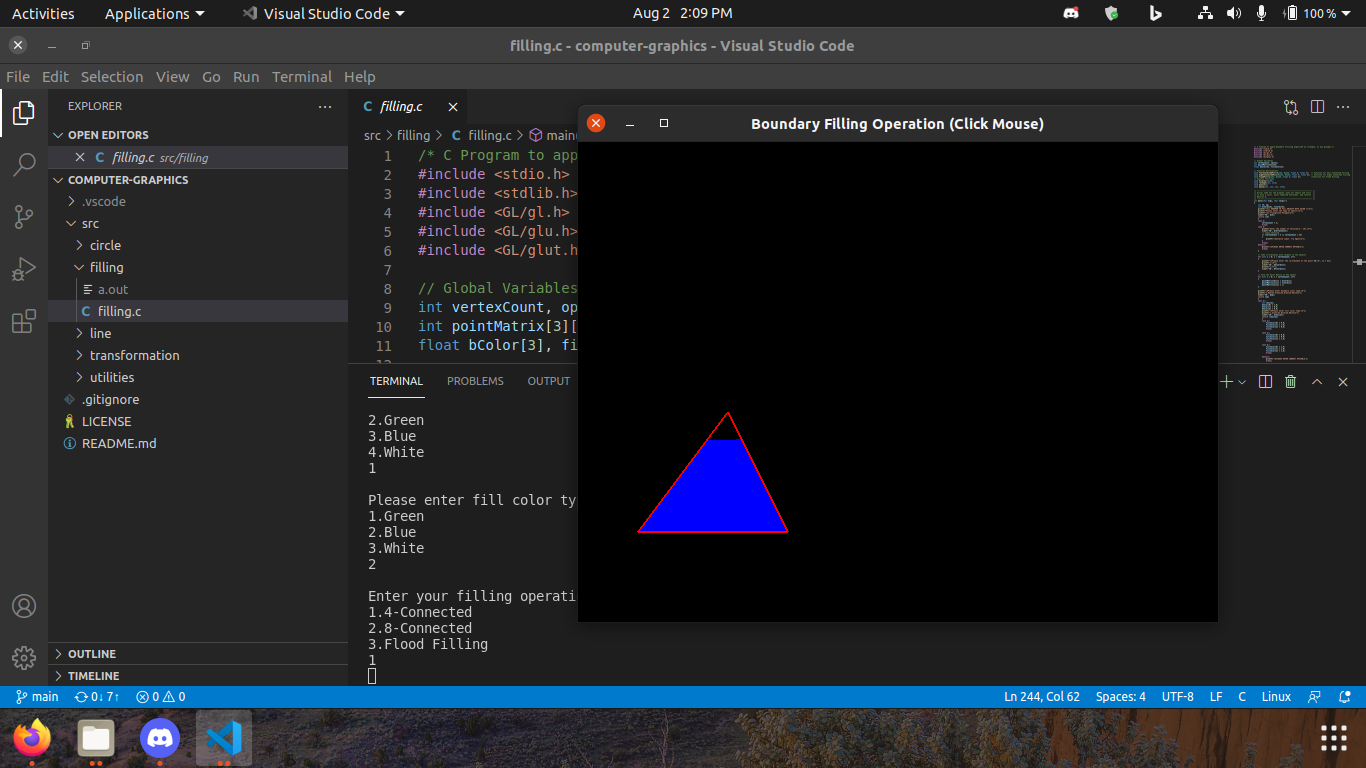 Activities Applications Visual Studio Code Aug 2 2:09 PM 100 %
filling.c - computer-graphics - Visual Studio Code
File Edit Selection View Go Run Terminal Help
EXPLORER
OPEN EDITORS
filling.c src/filling
COMPUTER-GRAPHICS
.vscode
src
circle
filling
a.out
C filling.c
line
transformation
utilities
.gitignore
LICENSE
README.md
OUTLINE
TIMELINE
C filling.c
src > filling > C filling.c > main(
1 /* C Program to app
2 #include <stdio.h>
3 #include <stdlib.h>
4 #include <GL/gl.h>
5 #include <GL/glu.h>
6 #include <GL/glut.h
7
8 // Global Variables
9 int vertexCount, op
10 int pointMatrix[3][
11 float bColor[3], fi
12
Boundary Filling Operation (Click Mouse)
TERMINAL PROBLEMS OUTPUT
2.Green
3.Blue
4.White
1
Please enter fill color ty
1.Green
2.Blue
3.White
2
Enter your filling operati
1.4-Connected
2.8-Connected
3.Flood Filling
1
main 0↓ 7↑ 0 0 Ln 244, Col 62 Spaces: 4 UTF-8 LF C Linux